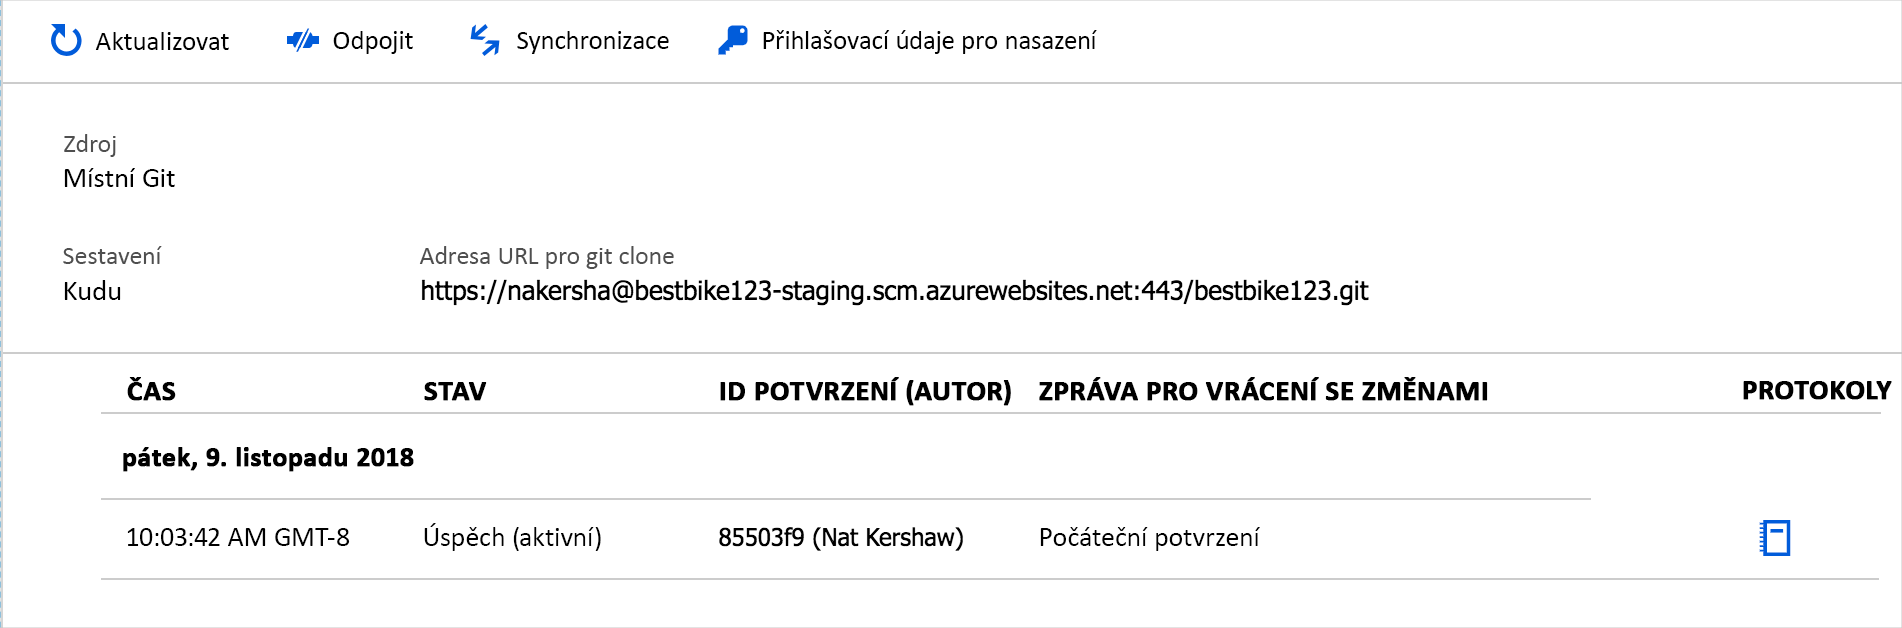 Aktualizovat Odpojit Synchronizace Přihlašovací údaje pro nasazení
Zdroj
Místní Git
Sestavení Adresa URL pro git clone
Kudu https://nakersha@bestbike123-staging.scm.azurewebsites.net:443/bestbike123.git
ČAS STAV ID POTVRZENÍ (AUTOR) ZPRÁVA PRO VRÁCENÍ SE ZMĚNAMI PROTOKOLY
pátek, 9. listopadu 2018
10:03:42 AM GMT-8 Úspěch (aktivní) 85503f9 (Nat Kershaw) Počáteční potvrzení